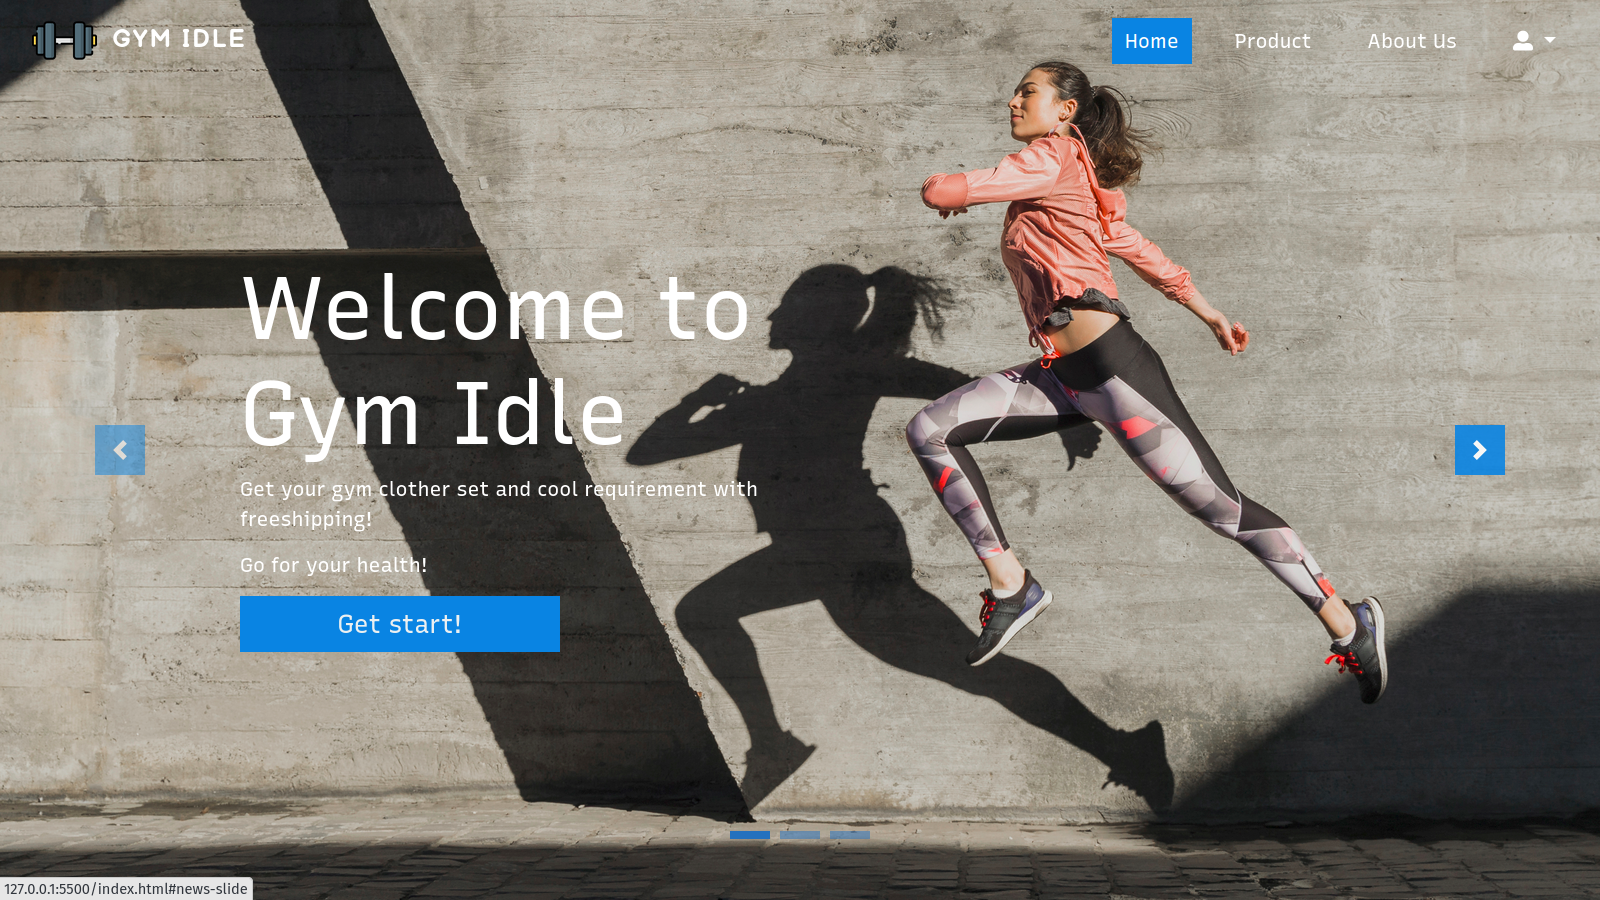 GYM IDLE
Home
Product
About Us
Welcome to
Gym Idle
Get your gym clother set and cool requirement with
freeshipping!
Go for your health!
Get start!
127.0.0.1:5500/index.html#news-slide